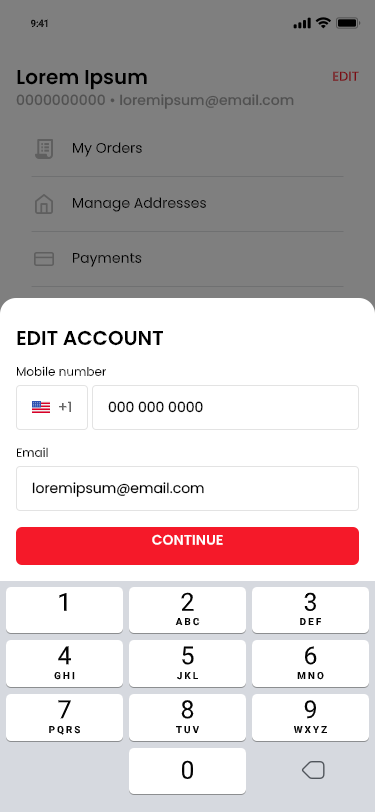 9:41
Lorem Ipsum
EDIT
0000000000 • loremipsum@email.com
My Orders
Manage Addresses
Payments
EDIT ACCOUNT
Mobile number
+1 000 000 0000
Email
loremipsum@email.com
CONTINUE
1 2 3
ABC DEF
4 5 6
GHI JKL MNO
7 8 9
PQRS TUV WXYZ
0